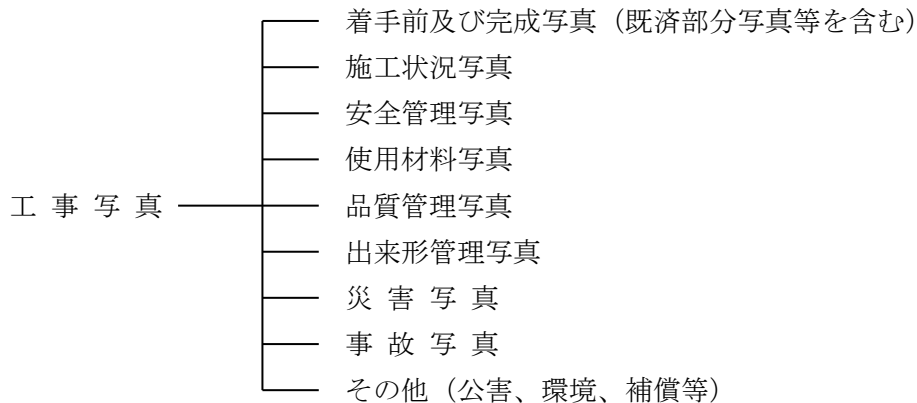 着手前及び完成写真（既済部分写真等を含む）
施工状況写真
安全管理写真
使用材料写真
工事写真
品質管理写真
出来形管理写真
災害写真
事故写真
その他（公害、環境、補償等）